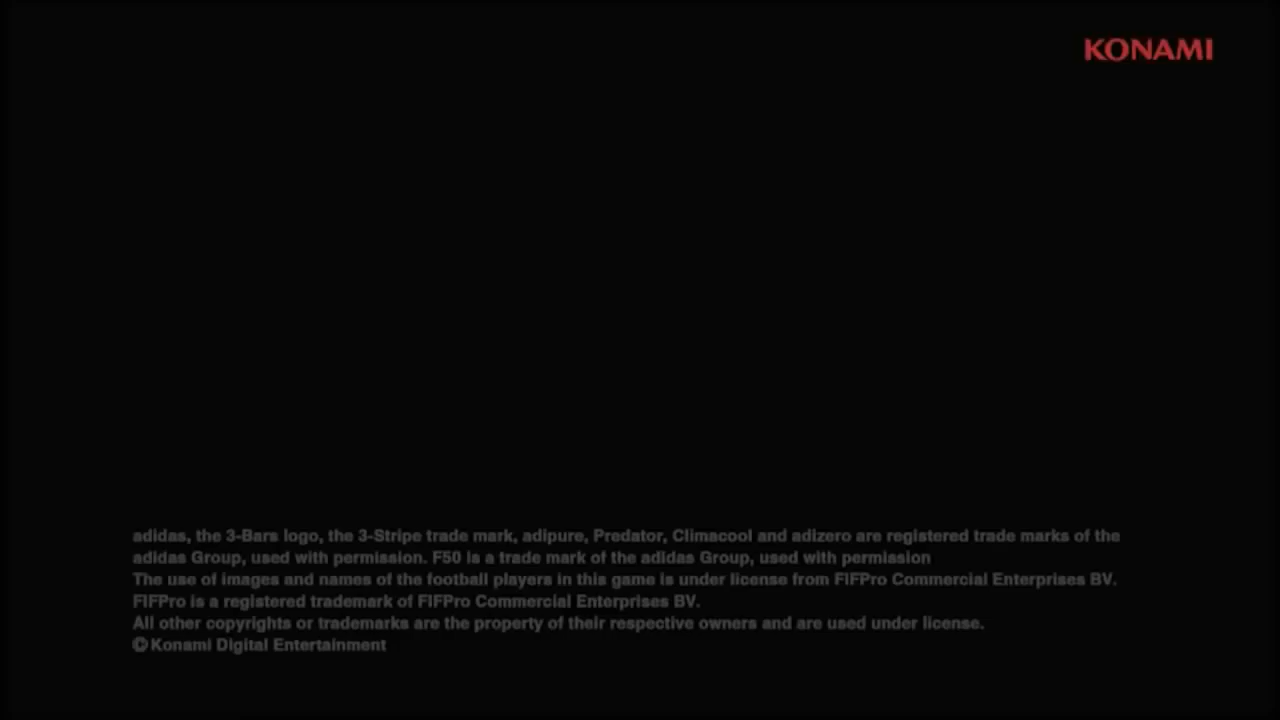 KONAMI
adidas, the 3-Bars logo, the 3-Stripe trade mark, adipure, Predator, Climacool and adizero are registered trade marks of the
adidas Group, used with permission. F50 is a trade mark of the adidas Group, used with permission
The use of images and names of the football players in this game is under license from FIFPro Commercial Enterprises BV.
FIFPro is a registered trademark of FIFPro Commercial Enterprises BV.
All other copyrights or trademarks are the property of their respective owners and are used under license.
© Konami Digital Entertainment